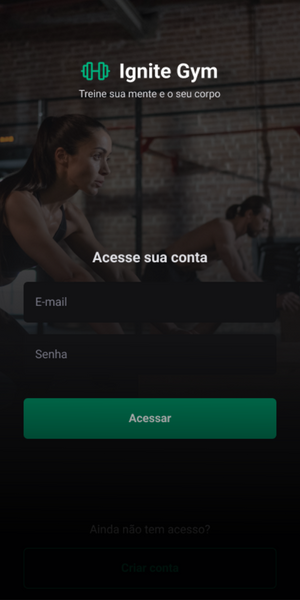 Ignite Gym
Treine sua mente e o seu corpo
Acesse sua conta
E-mail
Senha
Acessar
Ainda não tem acesso?
Criar conta